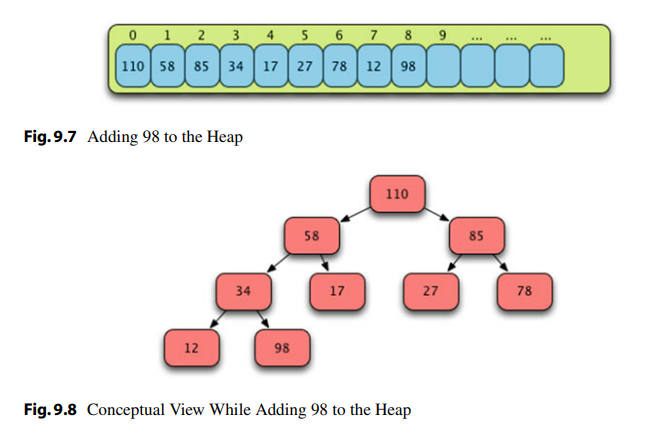 0 1 2 3 4 5 6 7 8 9 ... ... ...
110 58 85 34 17 27 78 12 98
Fig. 9.7 Adding 98 to the Heap
110
58 85
34 17 27 78
12 98
Fig. 9.8 Conceptual View While Adding 98 to the Heap